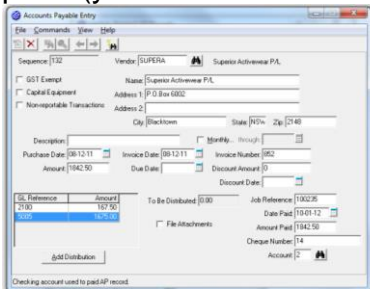 Accounts Payable Entry
File Commands View Help
Sequence: 132 Vendor: SUPERA Superior Activewear P/L
GST Exempt Name: Superior Activewear P/L
Capital Equipment Address 1: P.O.Box 6002
Non-reportable Transactions Address 2:
City: Blacktown State: NSw Zip: 2148
Description: Monthly... through:
Purchase Date: 08-12-11 Invoice Date: 08-12-11 Invoice Number: 852
Amount: 1842.50 Due Date: Discount Amount: 0
Discount Date:
GL Reference Amount To Be Distributed: 0.00 Job Reference: 100235
2100 167.50 Date Paid: 10-01-12
5005 1675.00 File Attachments Amount Paid: 1842.50
Cheque Number: 14
Add Distribution Account: 2
Checking account used to paid AP record.